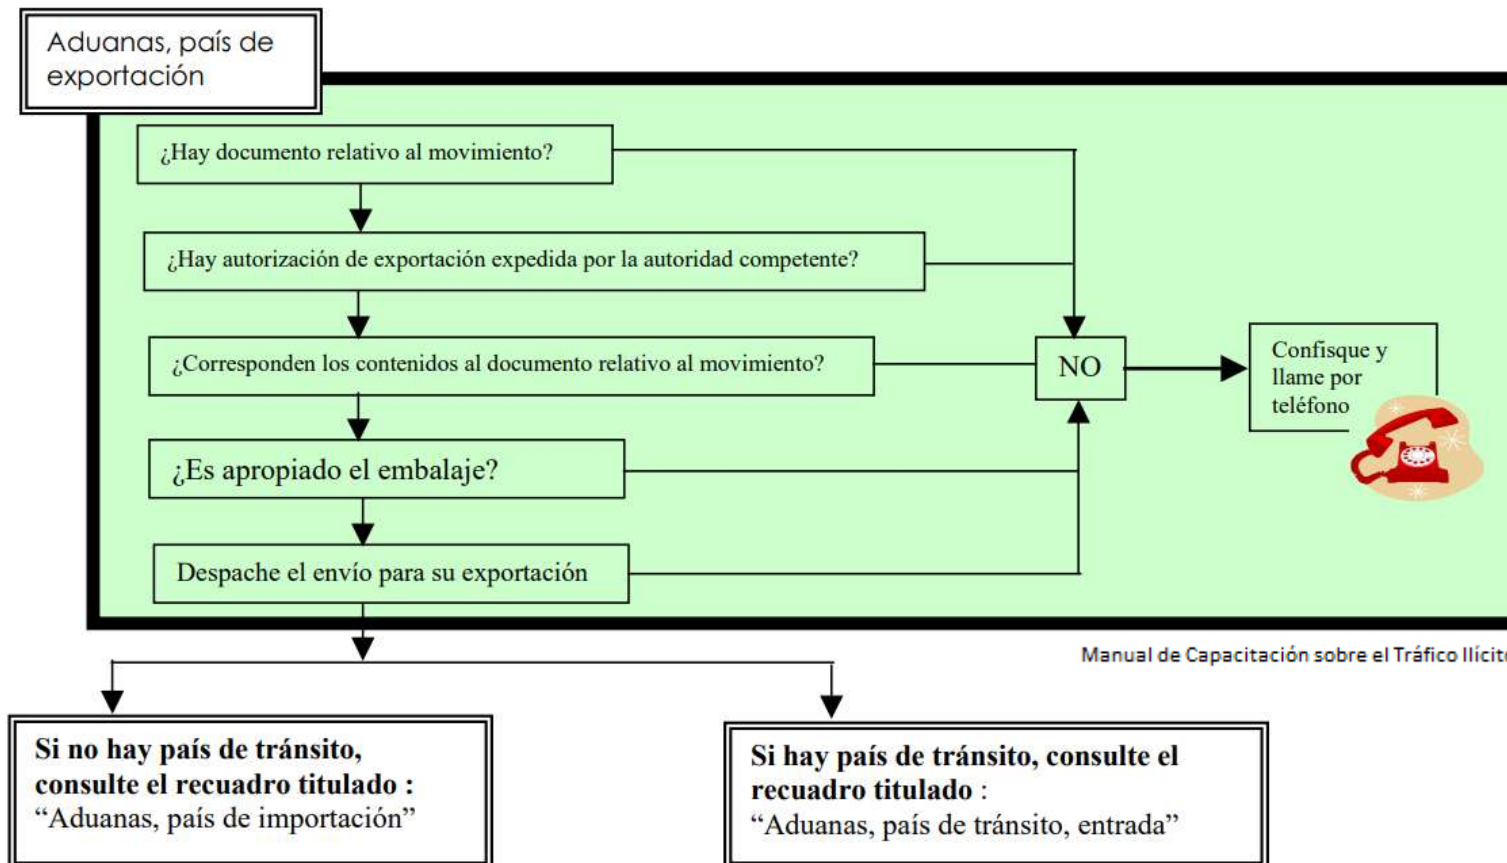 Aduanas, país de
exportación
¿Hay documento relativo al movimiento?
¿Hay autorización de exportación expedida por la autoridad competente?
¿Corresponden los contenidos al documento relativo al movimiento?
NO
Confisque y
llame por
teléfono
¿Es apropiado el embalaje?
Despache el envío para su exportación
Manual de Capacitación sobre el Tráfico Ilícito
Si no hay país de tránsito,
consulte el recuadro titulado :
“Aduanas, país de importación”
Si hay país de tránsito, consulte el
recuadro titulado :
“Aduanas, país de tránsito, entrada”